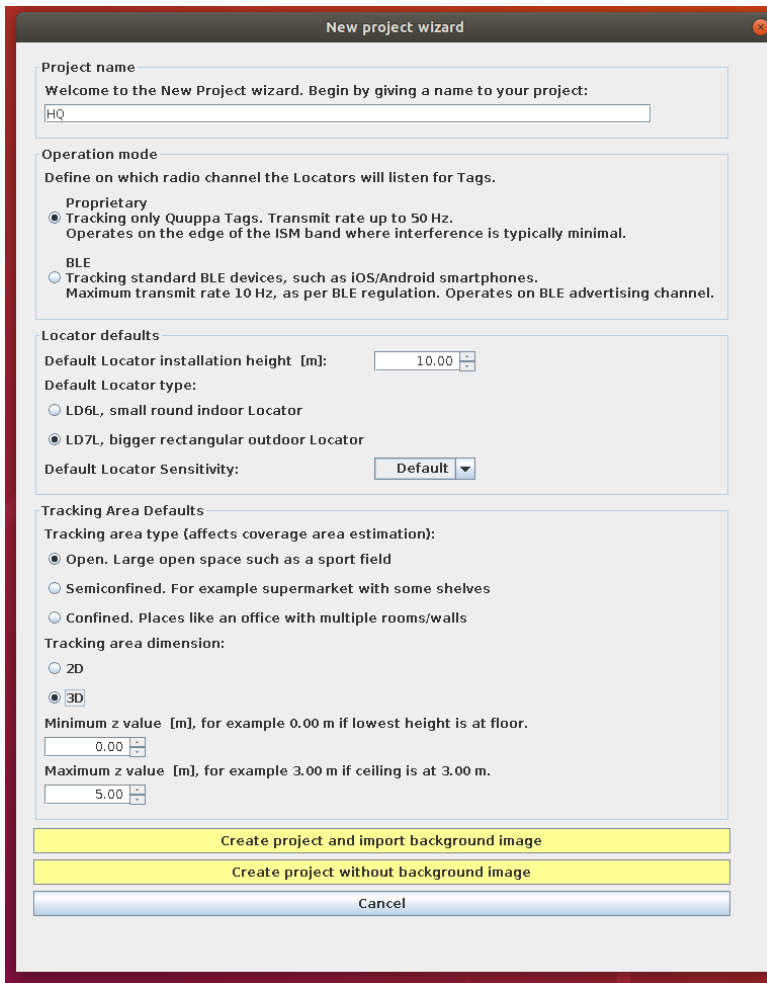 New project wizard
Project name
Welcome to the New Project wizard. Begin by giving a name to your project:
HQ
Operation mode
Define on which radio channel the Locators will listen for Tags.
Proprietary
Tracking only Quuppa Tags. Transmit rate up to 50 Hz.
Operates on the edge of the ISM band where interference is typically minimal.
BLE
Tracking standard BLE devices, such as iOS/Android smartphones.
Maximum transmit rate 10 Hz, as per BLE regulation. Operates on BLE advertising channel.
Locator defaults
Default Locator installation height [m]: 10.00
Default Locator type:
LD6L, small round indoor Locator
LD7L, bigger rectangular outdoor Locator
Default Locator Sensitivity: Default
Tracking Area Defaults
Tracking area type (affects coverage area estimation):
Open. Large open space such as a sport field
Semiconfined. For example supermarket with some shelves
Confined. Places like an office with multiple rooms/walls
Tracking area dimension:
2D
3D
Minimum z value [m], for example 0.00 m if lowest height is at floor.
0.00
Maximum z value [m], for example 3.00 m if ceiling is at 3.00 m.
5.00
Create project and import background image
Create project without background image
Cancel